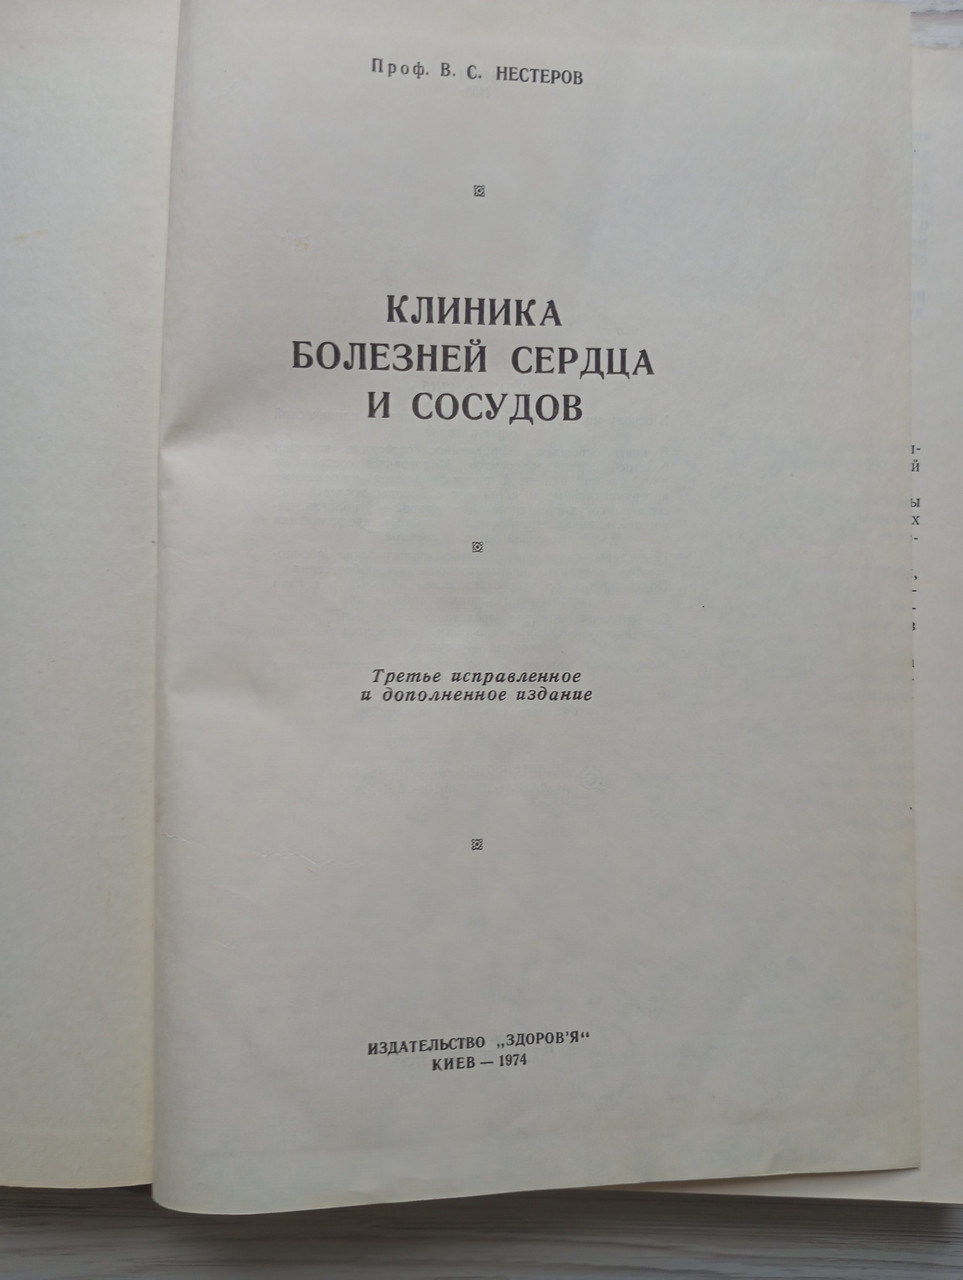 Проф. В. С. НЕСТЕРОВ
КЛИНИКА
БОЛЕЗНЕЙ СЕРДЦА
И СОСУДОВ
Третье исправленное
и дополненное издание
ИЗДАТЕЛЬСТВО „ЗДОРОВ'Я“
КИЕВ — 1974